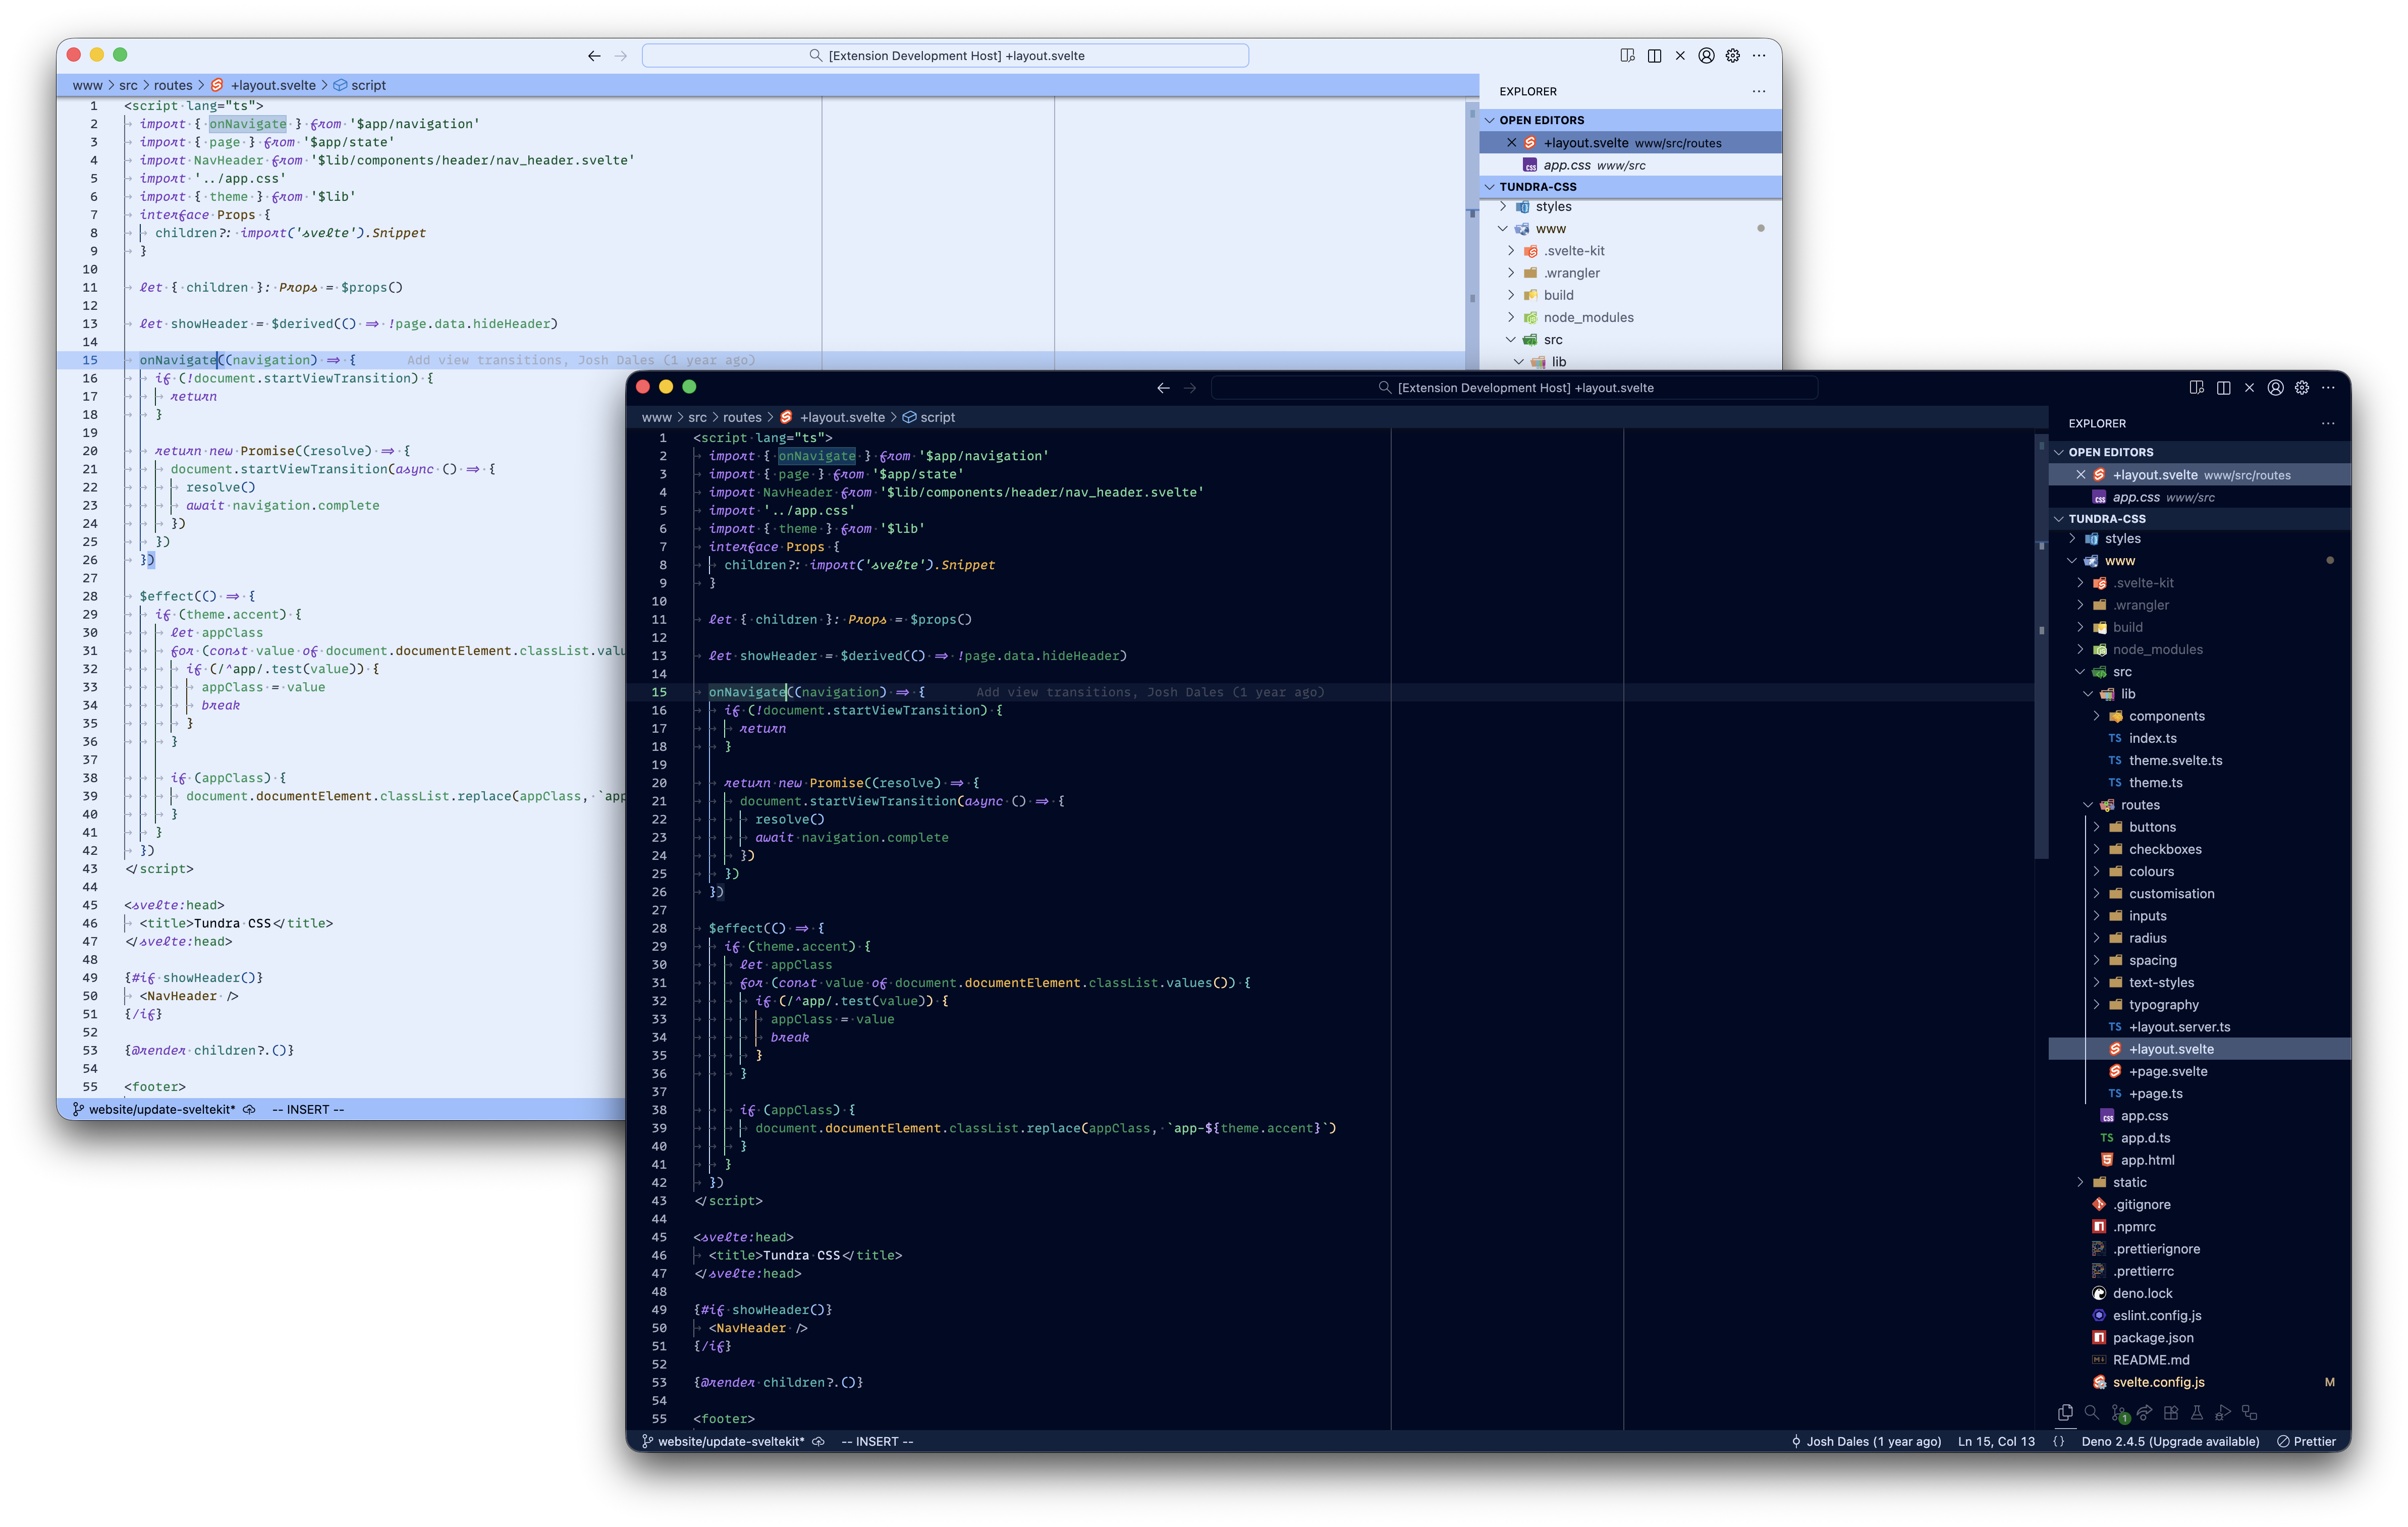 [Extension Development Host] +layout.svelte
www > src > routes > +layout.svelte > script
1 <script lang="ts">
2 import { onNavigate } from '$app/navigation'
3 import { page } from '$app/state'
4 import NavHeader from '$lib/components/header/nav_header.svelte'
5 import '../app.css'
6 import { theme } from '$lib'
7 interface Props {
8 children?: import('svelte').Snippet
9 }
10
11 let { children }: Props = $props()
12
13 let showHeader = $derived(() => !page.data.hideHeader)
14
15 onNavigate((navigation) => { Add view transitions, Josh Dales (1 year ago)
16 if (!document.startViewTransition) {
17 return
18 }
19
20 return new Promise((resolve) => {
21 document.startViewTransition(async () => {
22 resolve()
23 await navigation.complete
24 })
25 })
26 })
27
28 $effect(() => {
29 if (theme.accent) {
30 let appClass
31 for (const value of document.documentElement.classList.valu
32 if (/^app/.test(value)) {
33 appClass = value
34 break
35 }
36 }
37
38 if (appClass) {
39 document.documentElement.classList.replace(appClass, `app
40 }
41 }
42 })
43 </script>
44
45 <svelte:head>
46 <title>Tundra CSS</title>
47 </svelte:head>
48
49 {#if showHeader()}
50 <NavHeader />
51 {/if}
52
53 {@render children?.()}
54
55 <footer>
website/update-sveltekit* -- INSERT --
EXPLORER
OPEN EDITORS
+layout.svelte www/src/routes
app.css www/src
TUNDRA-CSS
styles
www
.svelte-kit
.wrangler
build
node_modules
src
lib
[Extension Development Host] +layout.svelte
www > src > routes > +layout.svelte > script
1 <script lang="ts">
2 import { onNavigate } from '$app/navigation'
3 import { page } from '$app/state'
4 import NavHeader from '$lib/components/header/nav_header.svelte'
5 import '../app.css'
6 import { theme } from '$lib'
7 interface Props {
8 children?: import('svelte').Snippet
9 }
10
11 let { children }: Props = $props()
12
13 let showHeader = $derived(() => !page.data.hideHeader)
14
15 onNavigate((navigation) => { Add view transitions, Josh Dales (1 year ago)
16 if (!document.startViewTransition) {
17 return
18 }
19
20 return new Promise((resolve) => {
21 document.startViewTransition(async () => {
22 resolve()
23 await navigation.complete
24 })
25 })
26 })
27
28 $effect(() => {
29 if (theme.accent) {
30 let appClass
31 for (const value of document.documentElement.classList.values()) {
32 if (/^app/.test(value)) {
33 appClass = value
34 break
35 }
36 }
37
38 if (appClass) {
39 document.documentElement.classList.replace(appClass, `app-${theme.accent}`)
40 }
41 }
42 })
43 </script>
44
45 <svelte:head>
46 <title>Tundra CSS</title>
47 </svelte:head>
48
49 {#if showHeader()}
50 <NavHeader />
51 {/if}
52
53 {@render children?.()}
54
55 <footer>
EXPLORER
OPEN EDITORS
+layout.svelte www/src/routes
app.css www/src
TUNDRA-CSS
styles
www
.svelte-kit
.wrangler
build
node_modules
src
lib
components
TS index.ts
TS theme.svelte.ts
TS theme.ts
routes
buttons
checkboxes
colours
customisation
inputs
radius
spacing
text-styles
typography
TS +layout.server.ts
+layout.svelte
+page.svelte
TS +page.ts
app.css
TS app.d.ts
app.html
static
.gitignore
.npmrc
.prettierignore
.prettierrc
deno.lock
eslint.config.js
package.json
README.md
svelte.config.js M
1
website/update-sveltekit* -- INSERT -- Josh Dales (1 year ago) Ln 15, Col 13 {} Deno 2.4.5 (Upgrade available) Prettier